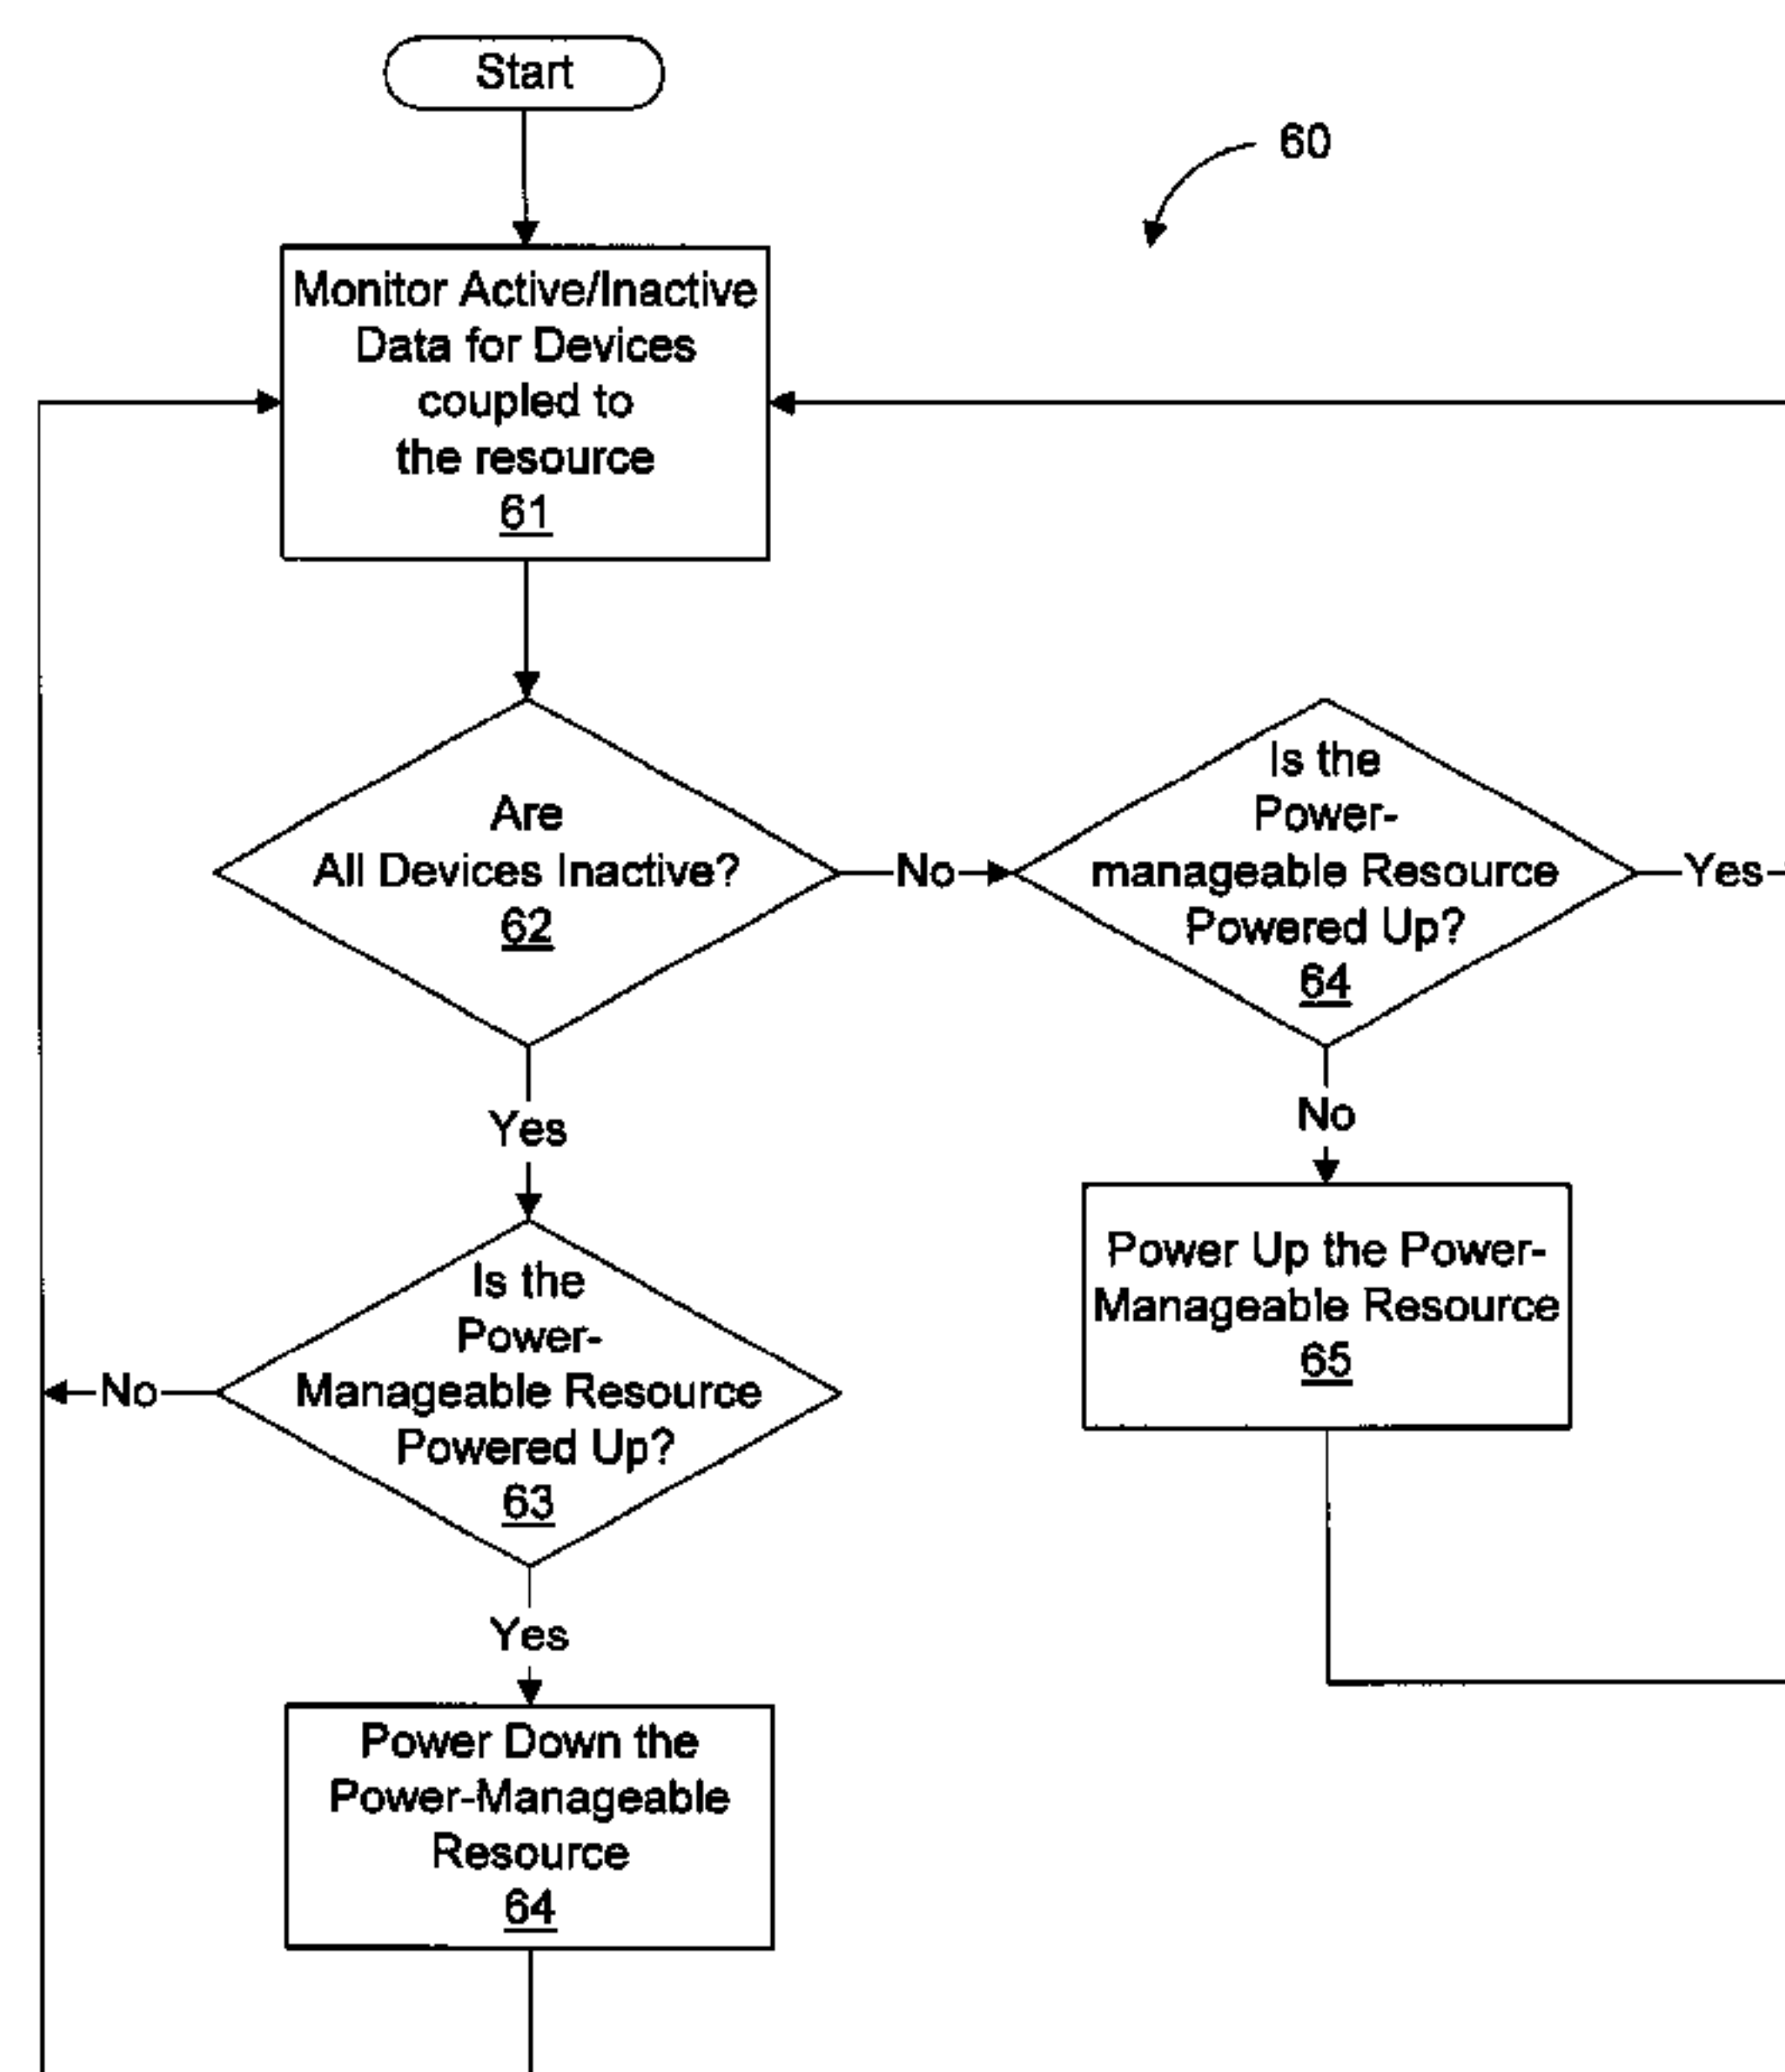 Start
60
Monitor Active/Inactive
Data for Devices
coupled to
the resource
61
Are
All Devices Inactive?
62
No
Is the
Power-
manageable Resource
Powered Up?
64
Yes
Yes
No
Is the
Power-
Manageable Resource
Powered Up?
63
No
Power Up the Power-
Manageable Resource
65
Yes
Power Down the
Power-Manageable
Resource
64